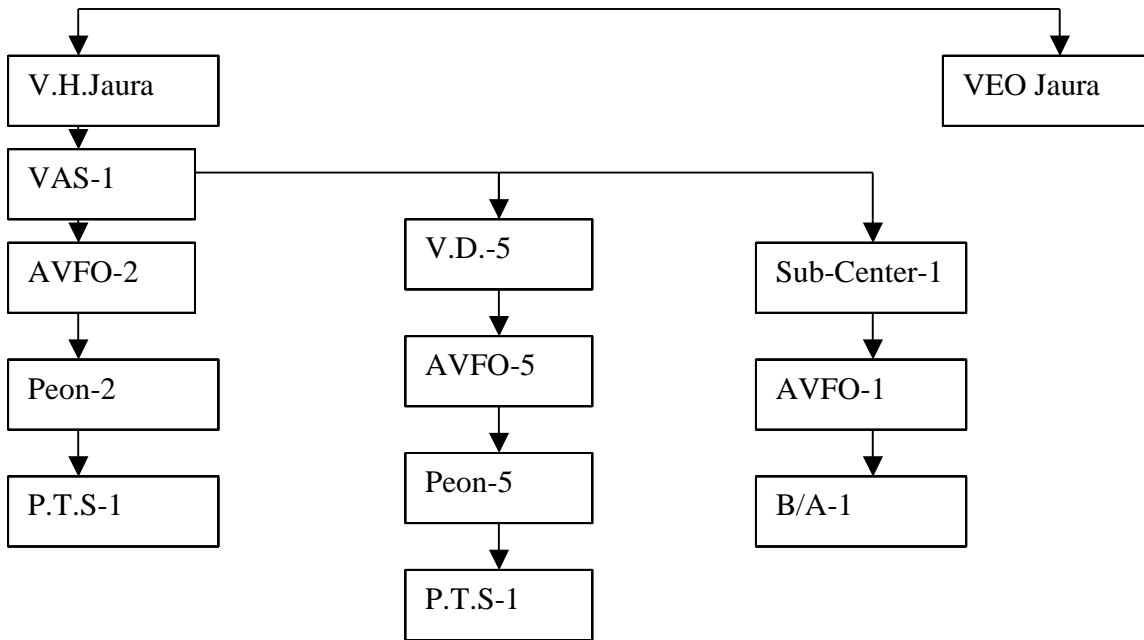 V.H.Jaura
VEO Jaura
VAS-1
V.D.-5
AVFO-2
Sub-Center-1
AVFO-5
Peon-2
AVFO-1
Peon-5
P.T.S-1
B/A-1
P.T.S-1